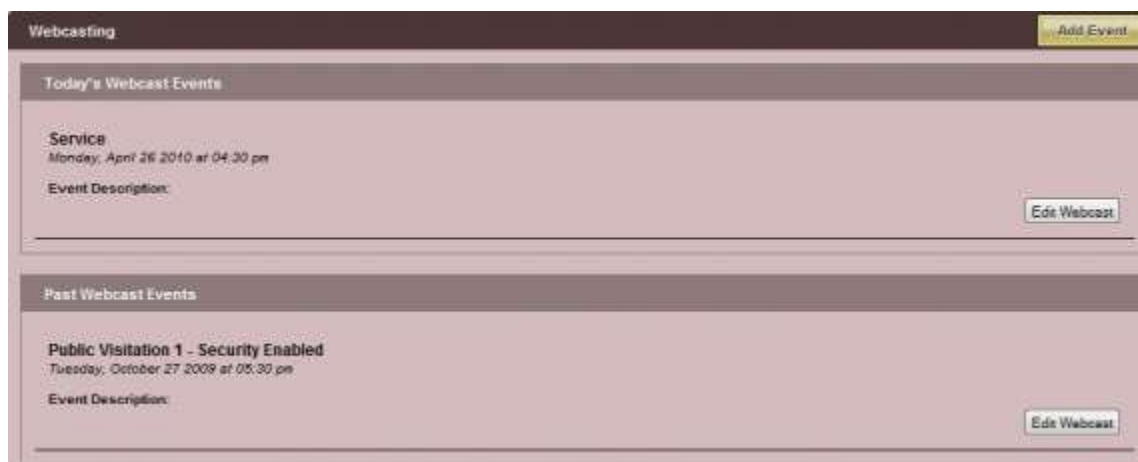 Webcasting
Add Event
Today's Webcast Events
Service
Monday, April 26 2010 at 04:30 pm
Event Description:
Edit Webcast
Past Webcast Events
Public Visitation 1 - Security Enabled
Tuesday, October 27 2009 at 05:30 pm
Event Description:
Edit Webcast